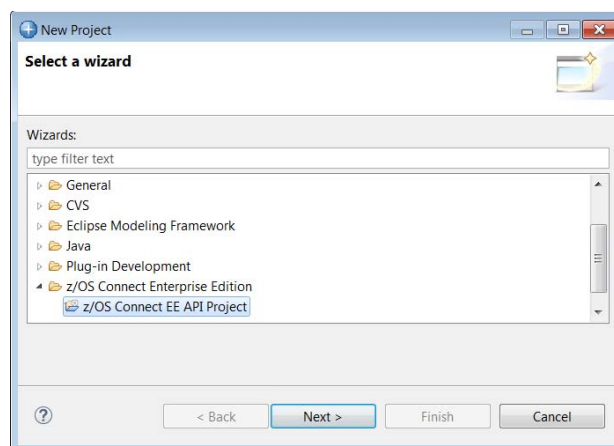 New Project
Select a wizard
Wizards:
type filter text
General
CVS
Eclipse Modeling Framework
Java
Plug-in Development
z/OS Connect Enterprise Edition
z/OS Connect EE API Project
?
< Back Next > Finish Cancel